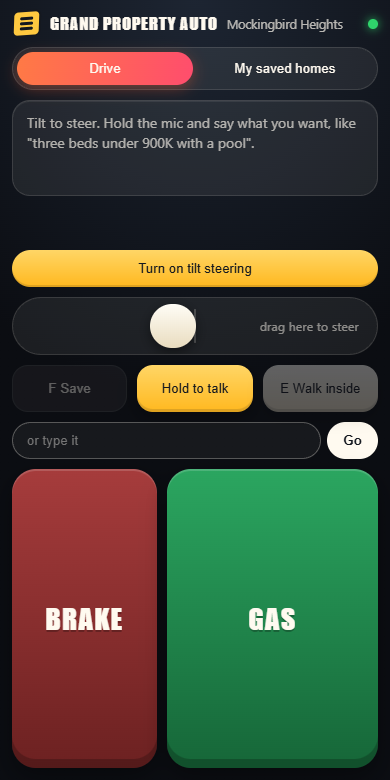 GRAND PROPERTY AUTO Mockingbird Heights
Drive My saved homes
Tilt to steer. Hold the mic and say what you want, like
"three beds under 900K with a pool".
Turn on tilt steering
drag here to steer
F Save Hold to talk E Walk inside
or type it Go
BRAKE GAS